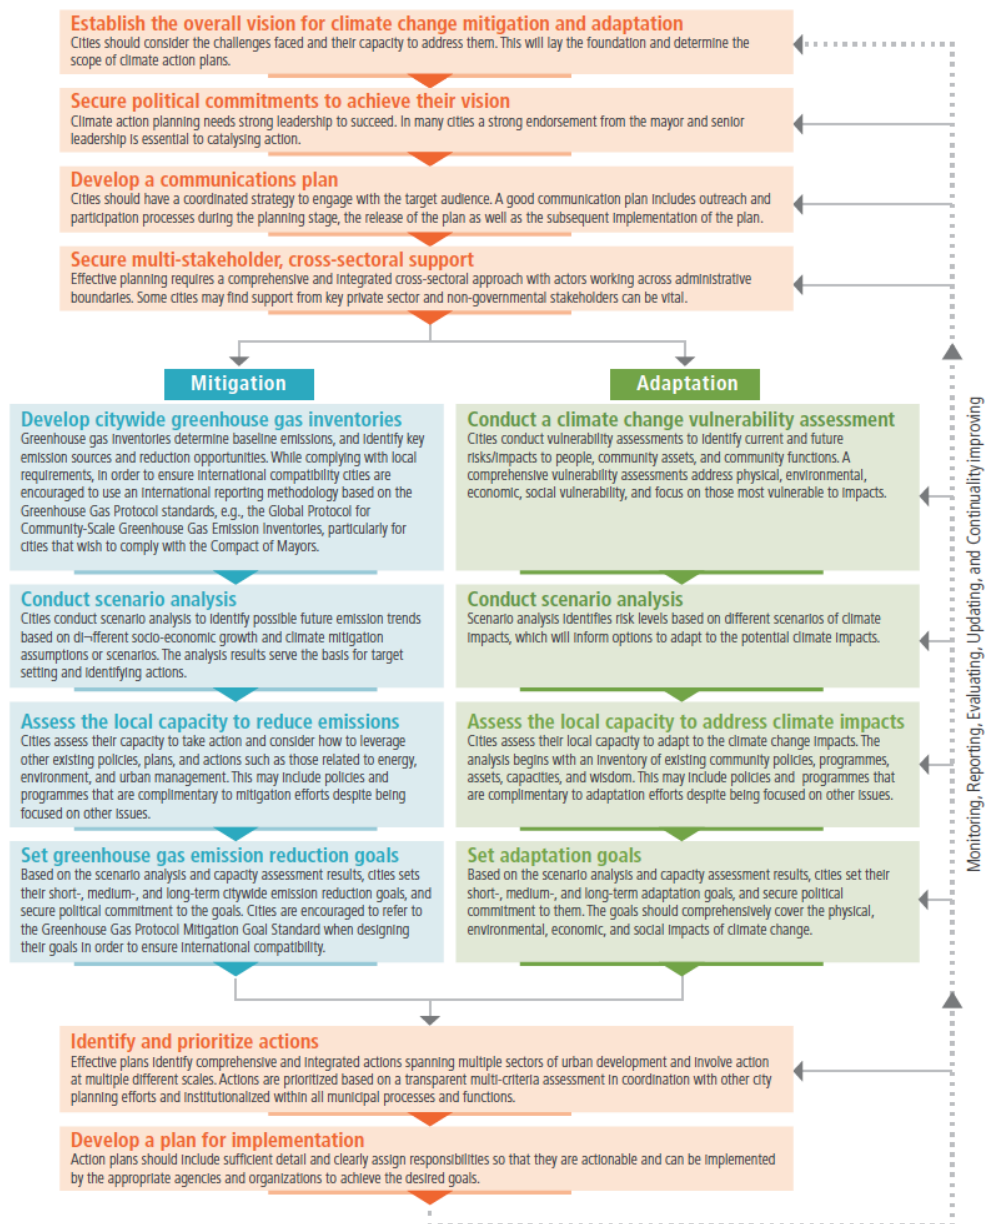 Establish the overall vision for climate change mitigation and adaptation
Cities should consider the challenges faced and their capacity to address them. This will lay the foundation and determine the
scope of climate action plans.
Secure political commitments to achieve their vision
Climate action planning needs strong leadership to succeed. In many cities a strong endorsement from the mayor and senior
leadership is essential to catalysing action.
Develop a communications plan
Cities should have a coordinated strategy to engage with the target audience. A good communication plan includes outreach and
participation processes during the planning stage, the release of the plan as well as the subsequent implementation of the plan.
Secure multi-stakeholder, cross-sectoral support
Effective planning requires a comprehensive and integrated cross-sectoral approach with actors working across administrative
boundaries. Some cities may find support from key private sector and non-governmental stakeholders can be vital.
Mitigation
Develop citywide greenhouse gas inventories
Greenhouse gas inventories determine baseline emissions, and identify key
emission sources and reduction opportunities. While complying with local
requirements, in order to ensure international compatibility cities are
encouraged to use an international reporting methodology based on the
Greenhouse Gas Protocol standards, e.g., the Global Protocol for
Community-Scale Greenhouse Gas Emission Inventories, particularly for
cities that wish to comply with the Compact of Mayors.
Conduct scenario analysis
Cities conduct scenario analysis to identify possible future emission trends
based on di¬fferent socio-economic growth and climate mitigation
assumptions or scenarios. The analysis results serve the basis for target
setting and identifying actions.
Assess the local capacity to reduce emissions
Cities assess their capacity to take action and consider how to leverage
other existing policies, plans, and actions such as those related to energy,
environment, and urban management. This may include policies and
programmes that are complimentary to mitigation efforts despite being
focused on other issues.
Set greenhouse gas emission reduction goals
Based on the scenario analysis and capacity assessment results, cities sets
their short-, medium-, and long-term citywide emission reduction goals, and
secure political commitment to the goals. Cities are encouraged to refer to
the Greenhouse Gas Protocol Mitigation Goal Standard when designing
their goals in order to ensure international compatibility.
Adaptation
Conduct a climate change vulnerability assessment
Cities conduct vulnerability assessments to identify current and future
risks/impacts to people, community assets, and community functions. A
comprehensive vulnerability assessments address physical, environmental,
economic, social vulnerability, and focus on those most vulnerable to impacts.
Conduct scenario analysis
Scenario analysis identifies risk levels based on different scenarios of climate
impacts, which will inform options to adapt to the potential climate impacts.
Assess the local capacity to address climate impacts
Cities assess their local capacity to adapt to the climate change impacts. The
analysis begins with an inventory of existing community policies, programmes,
assets, capacities, and wisdom. This may include policies and programmes that
are complimentary to adaptation efforts despite being focused on other issues.
Set adaptation goals
Based on the scenario analysis and capacity assessment results, cities set their
short-, medium-, and long-term adaptation goals, and secure political
commitment to them. The goals should comprehensively cover the physical,
environmental, economic, and social impacts of climate change.
Identify and prioritize actions
Effective plans identify comprehensive and integrated actions spanning multiple sectors of urban development and involve action
at multiple different scales. Actions are prioritized based on a transparent multi-criteria assessment in coordination with other city
planning efforts and institutionalized within all municipal processes and functions.
Develop a plan for implementation
Action plans should include sufficient detail and clearly assign responsibilities so that they are actionable and can be implemented
by the appropriate agencies and organizations to achieve the desired goals.
Monitoring, Reporting, Evaluating, Updating, and Continuality improving